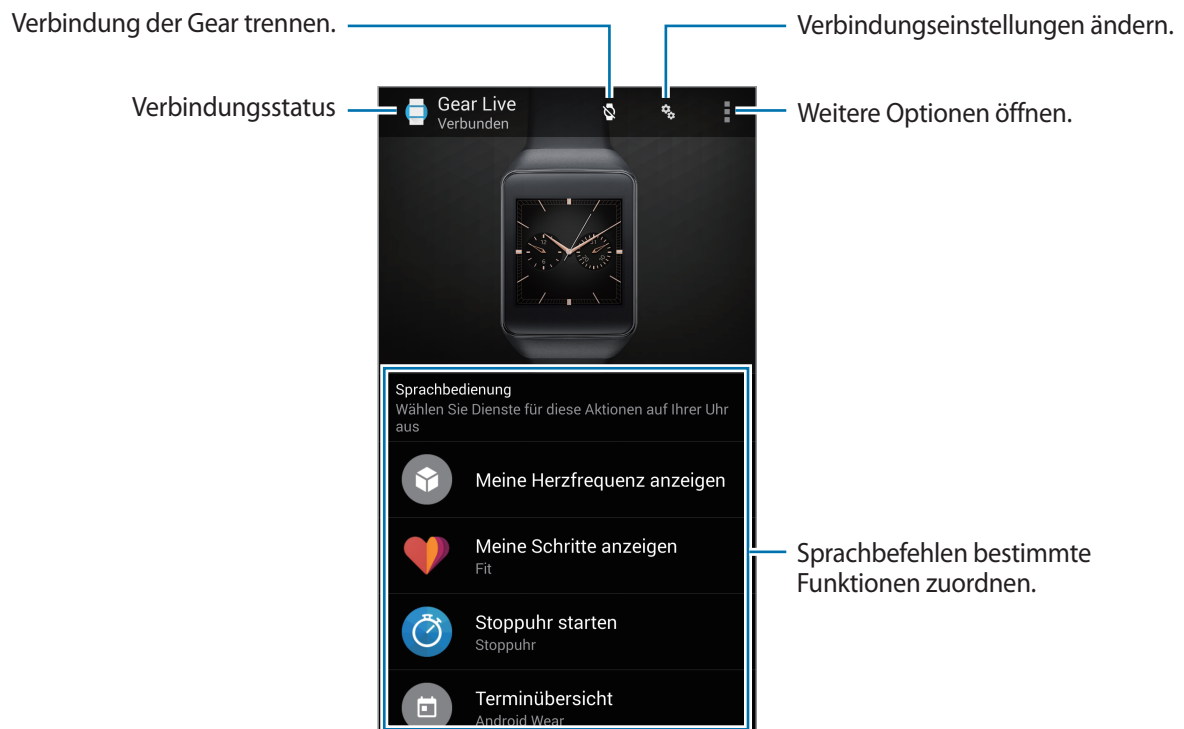 Verbindung der Gear trennen.
Verbindungseinstellungen ändern.
Verbindungsstatus
Weitere Optionen öffnen.
Gear Live
Verbunden
Sprachbedienung
Wählen Sie Dienste für diese Aktionen auf Ihrer Uhr
aus
Meine Herzfrequenz anzeigen
Meine Schritte anzeigen
Fit
Sprachbefehlen bestimmte
Funktionen zuordnen.
Stoppuhr starten
Stoppuhr
Terminübersicht
Android Wear